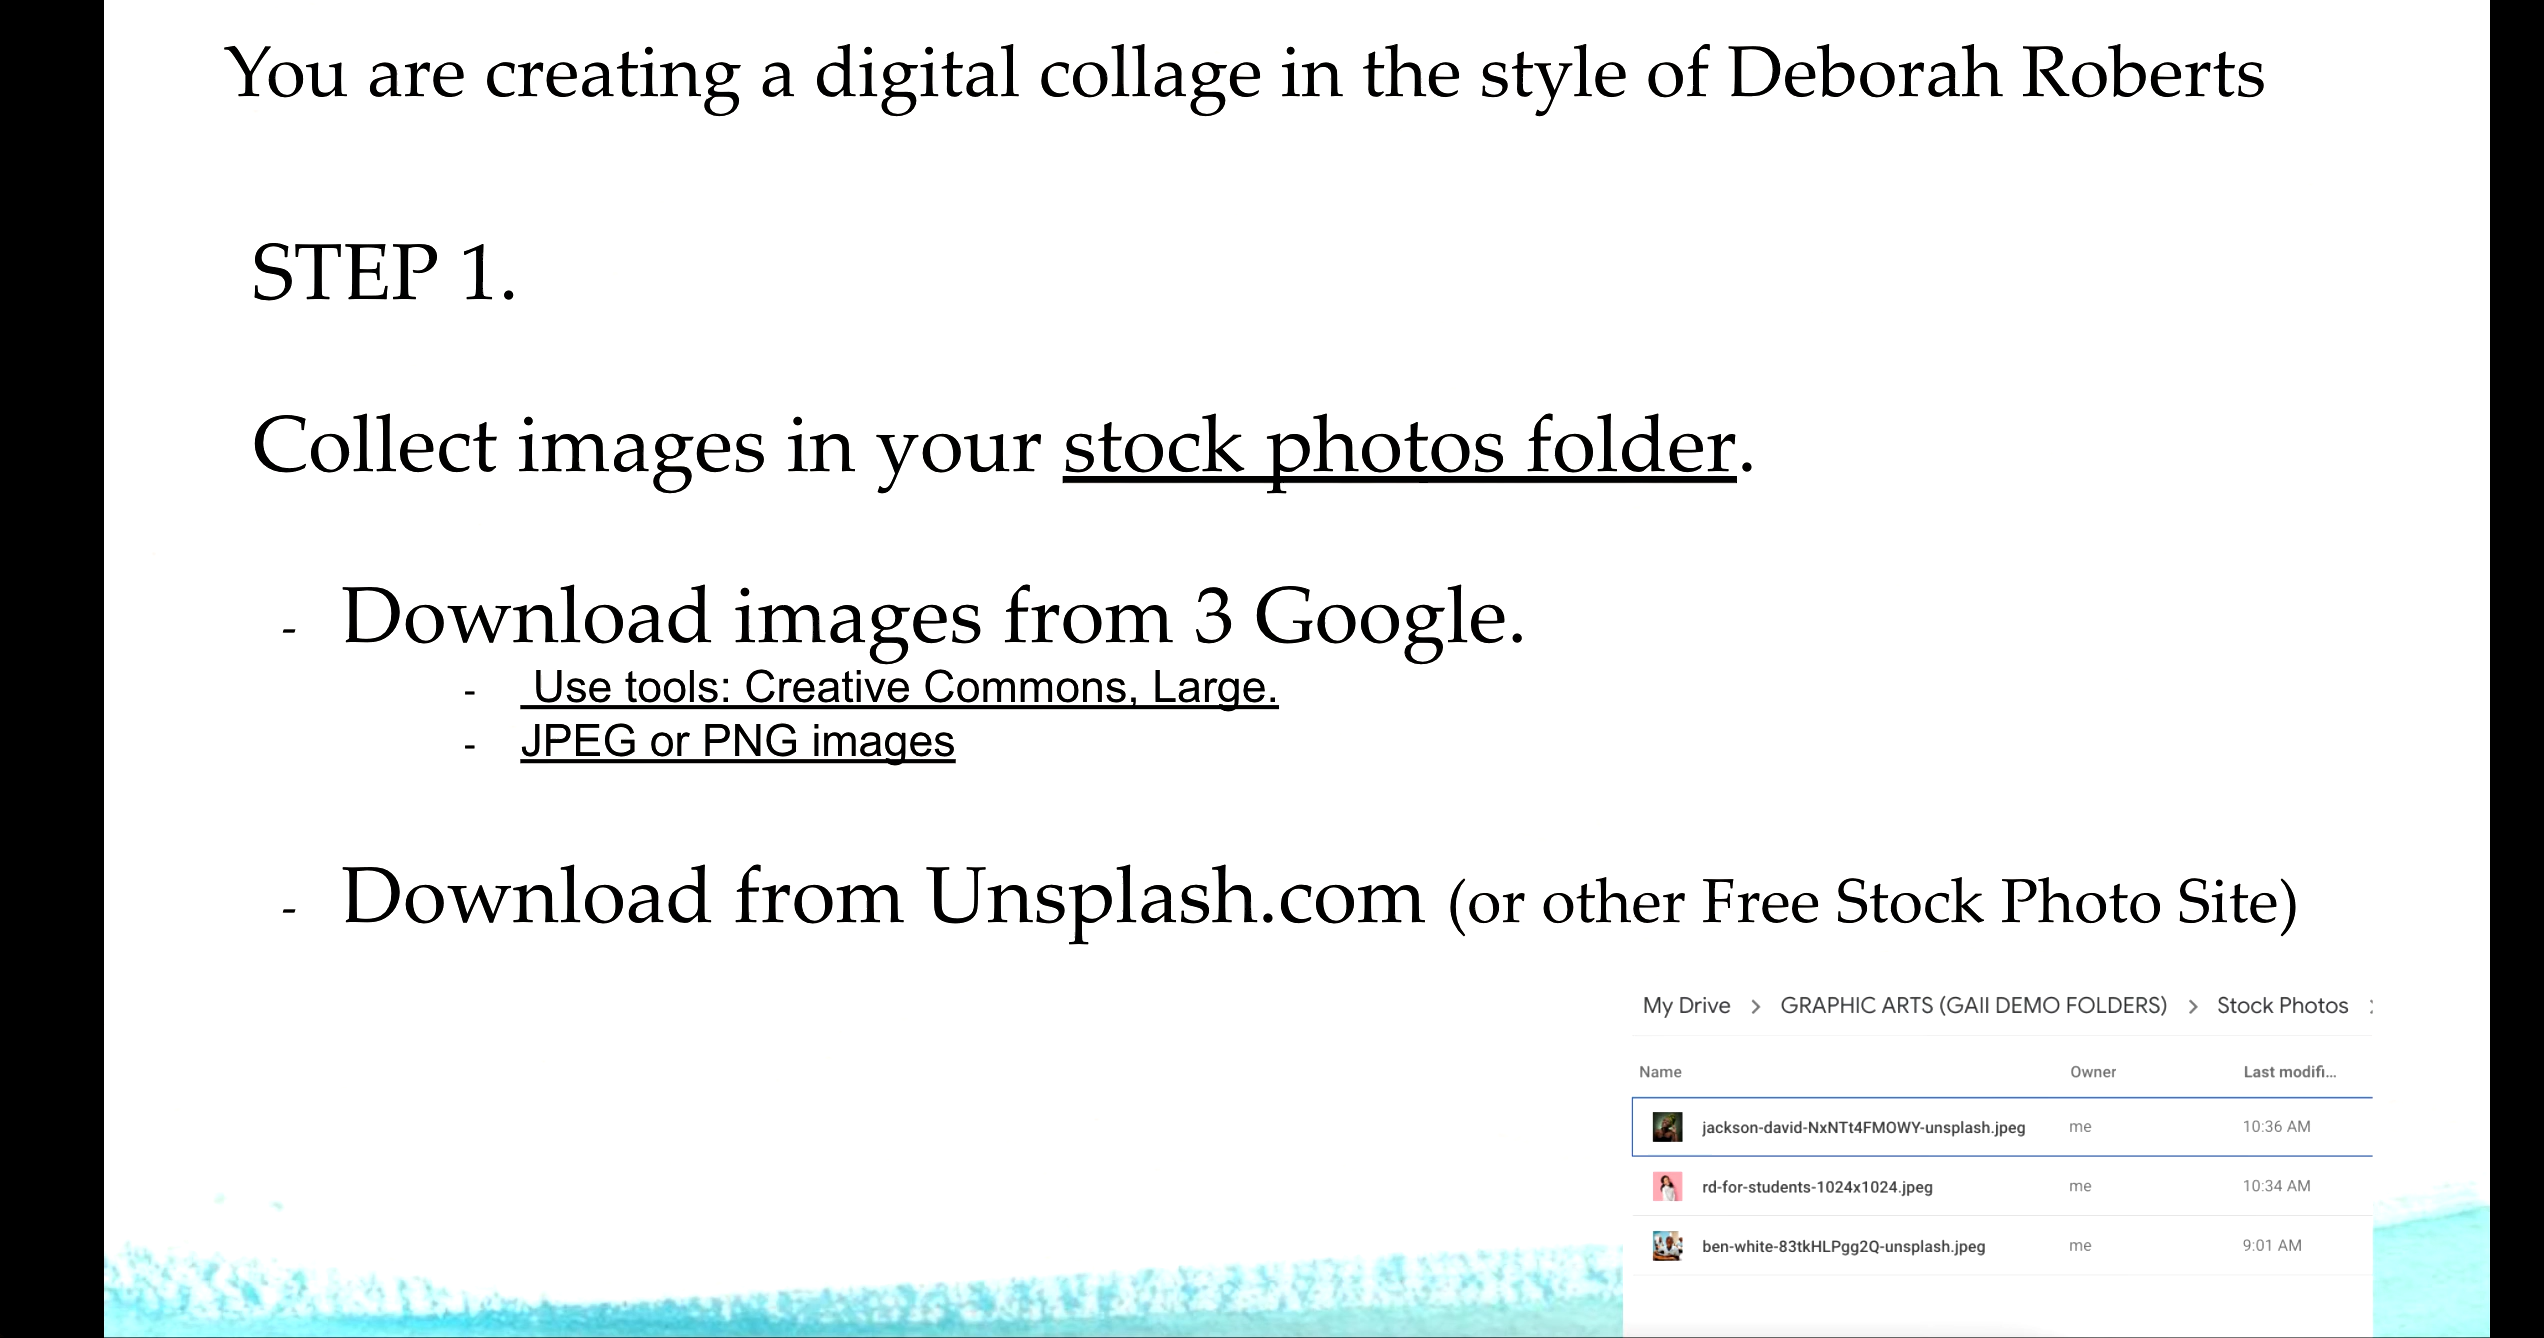 You are creating a digital collage in the style of Deborah Roberts
STEP 1.
Collect images in your stock photos folder.
- Download images from 3 Google.
- Use tools: Creative Commons, Large.
- JPEG or PNG images
- Download from Unsplash.com (or other Free Stock Photo Site)
My Drive > GRAPHIC ARTS (GAII DEMO FOLDERS) > Stock Photos
Name Owner Last modifi...
jackson-david-NxNTt4FMOWY-unsplash.jpeg me 10:36 AM
rd-for-students-1024x1024.jpeg me 10:34 AM
ben-white-83tkHLPgg2Q-unsplash.jpeg me 9:01 AM